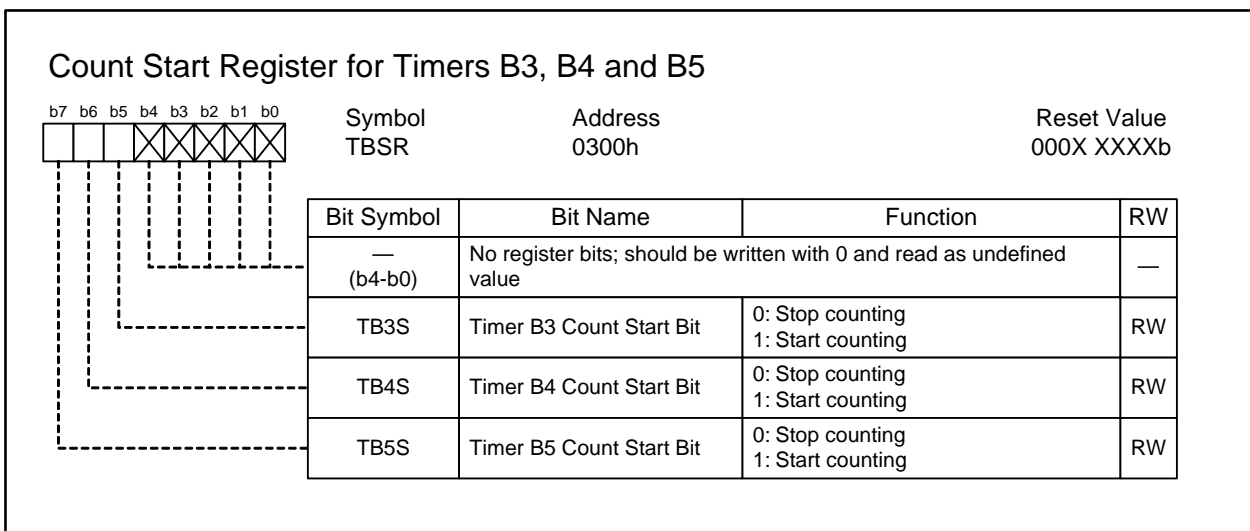 Count Start Register for Timers B3, B4 and B5
b7 b6 b5 b4 b3 b2 b1 b0
Symbol Address Reset Value
TBSR 0300h 000X XXXXb
Bit Symbol Bit Name Function RW
—
(b4-b0)
No register bits; should be written with 0 and read as undefined
value
—
TB3S Timer B3 Count Start Bit
0: Stop counting
1: Start counting
RW
TB4S Timer B4 Count Start Bit
0: Stop counting
1: Start counting
RW
TB5S Timer B5 Count Start Bit
0: Stop counting
1: Start counting
RW